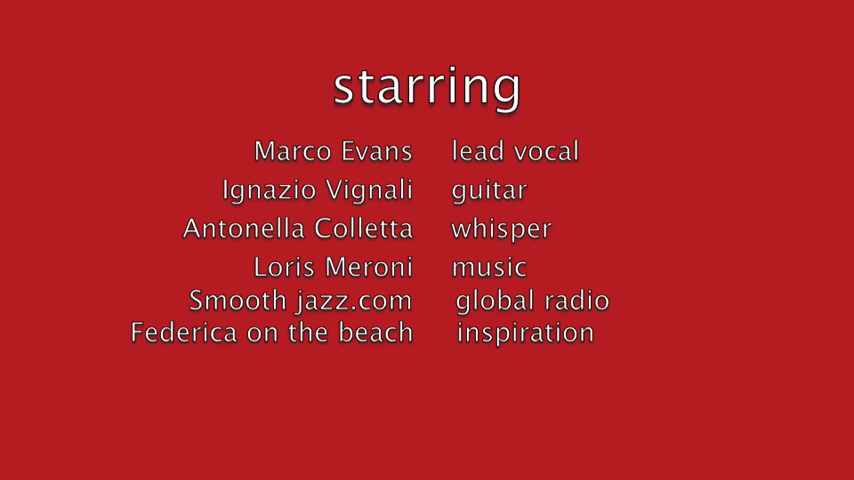 starring
Marco Evans lead vocal
Ignazio Vignali guitar
Antonella Colletta whisper
Loris Meroni music
Smooth jazz.com global radio
Federica on the beach inspiration